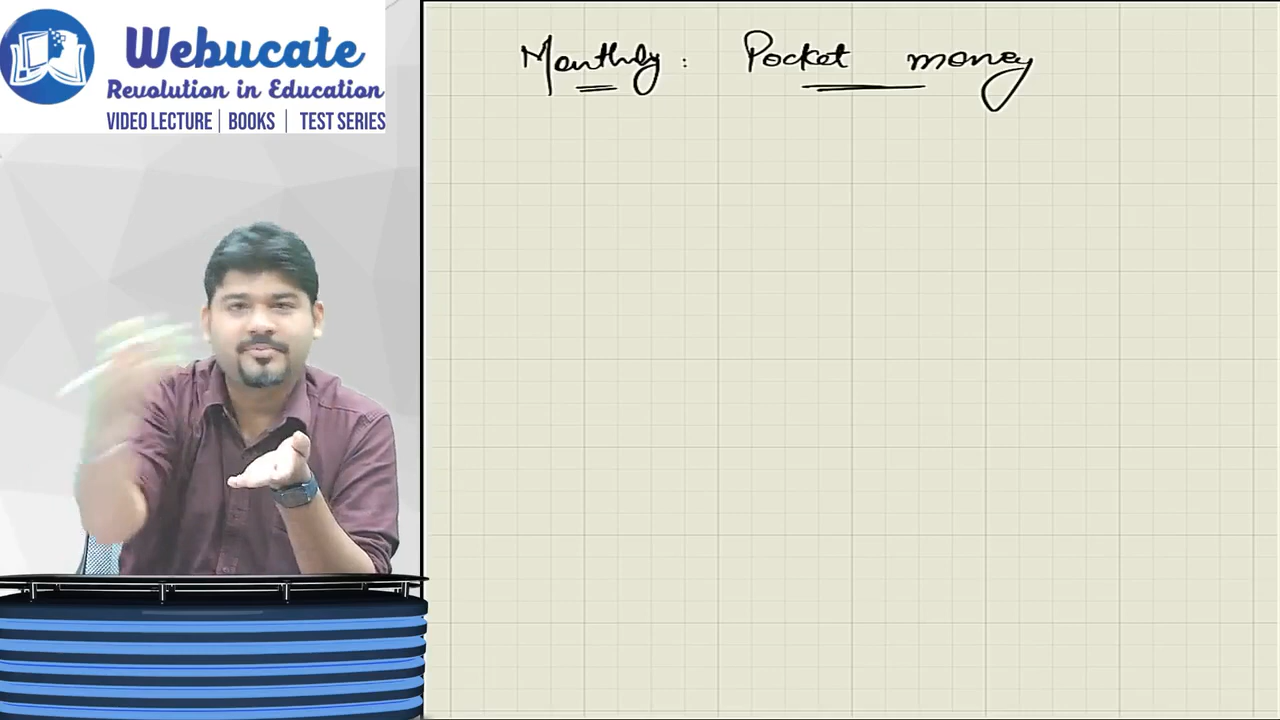 Webucate
Revolution in Education
VIDEO LECTURE | BOOKS | TEST SERIES
Monthly : Pocket money